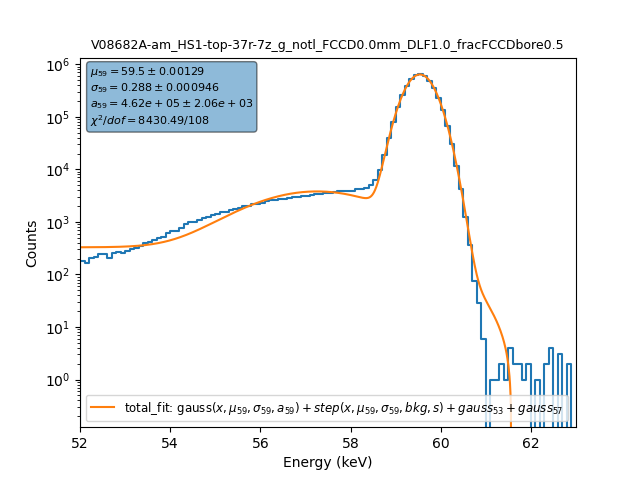 V08682A-am_HS1-top-37r-7z_g_notl_FCCD0.0mm_DLF1.0_fracFCCDbore0.5
μ₅₉ = 59.5 ± 0.00129
σ₅₉ = 0.288 ± 0.000946
a₅₉ = 4.62e + 05 ± 2.06e + 03
χ²/dof = 8430.49/108
Counts
10⁶
10⁵
10⁴
10³
10²
10¹
10⁰
total_fit: gauss(x, μ₅₉, σ₅₉, a₅₉) + step(x, μ₅₉, σ₅₉, bkg, s) + gauss₅₃ + gauss₅₇
52 54 56 58 60 62
Energy (keV)